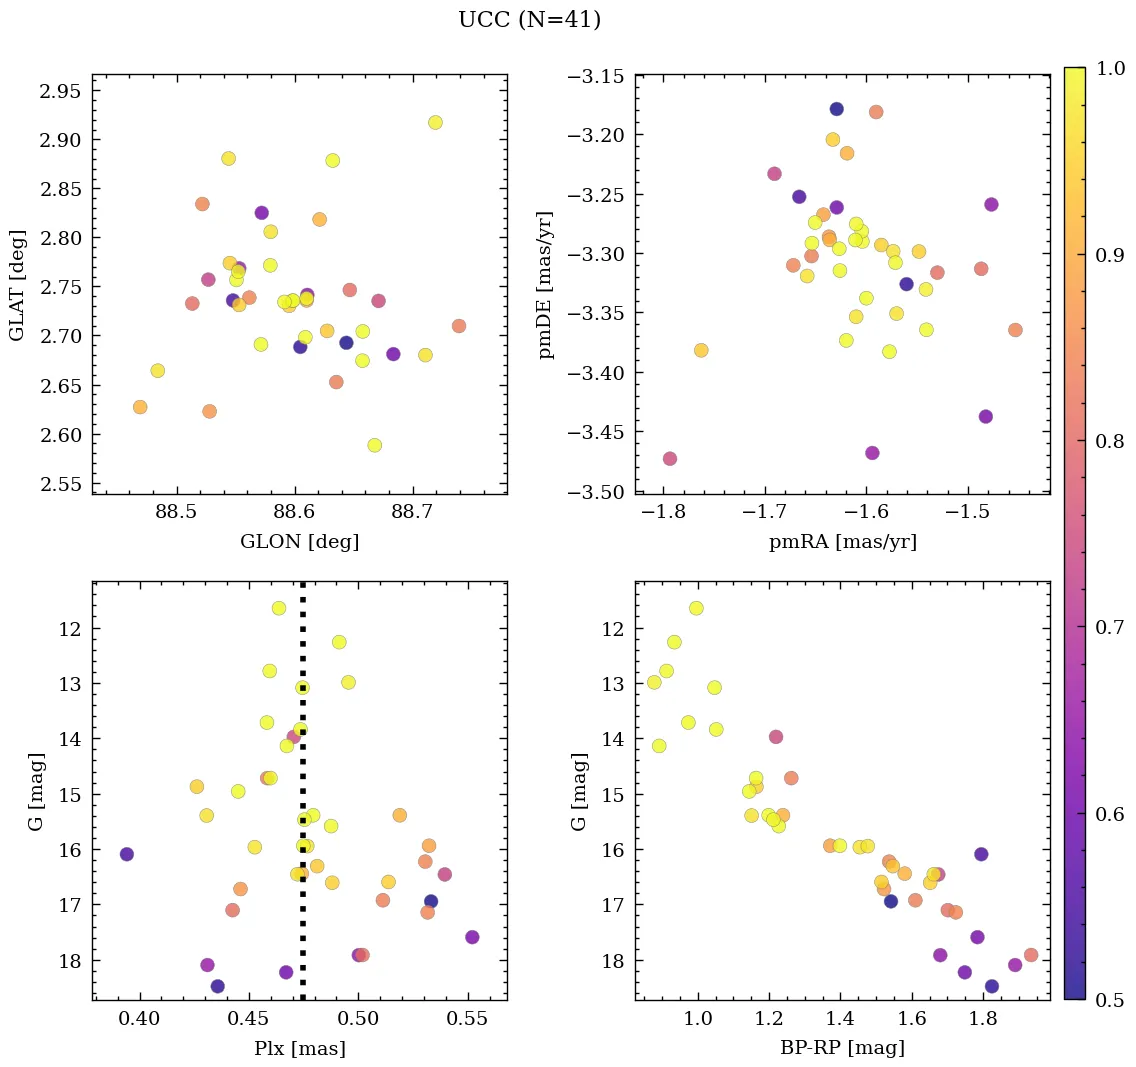 UCC (N=41)
2.95
2.90
2.85
2.80
2.75
2.70
2.65
2.60
2.55
GLAT [deg]
88.5 88.6 88.7
GLON [deg]
−3.15
−3.20
−3.25
−3.30
−3.35
−3.40
−3.45
−3.50
pmDE [mas/yr]
−1.8 −1.7 −1.6 −1.5
pmRA [mas/yr]
12
13
14
15
16
17
18
G [mag]
0.40 0.45 0.50 0.55
Plx [mas]
12
13
14
15
16
17
18
G [mag]
1.0 1.2 1.4 1.6 1.8
BP-RP [mag]
1.0
0.9
0.8
0.7
0.6
0.5